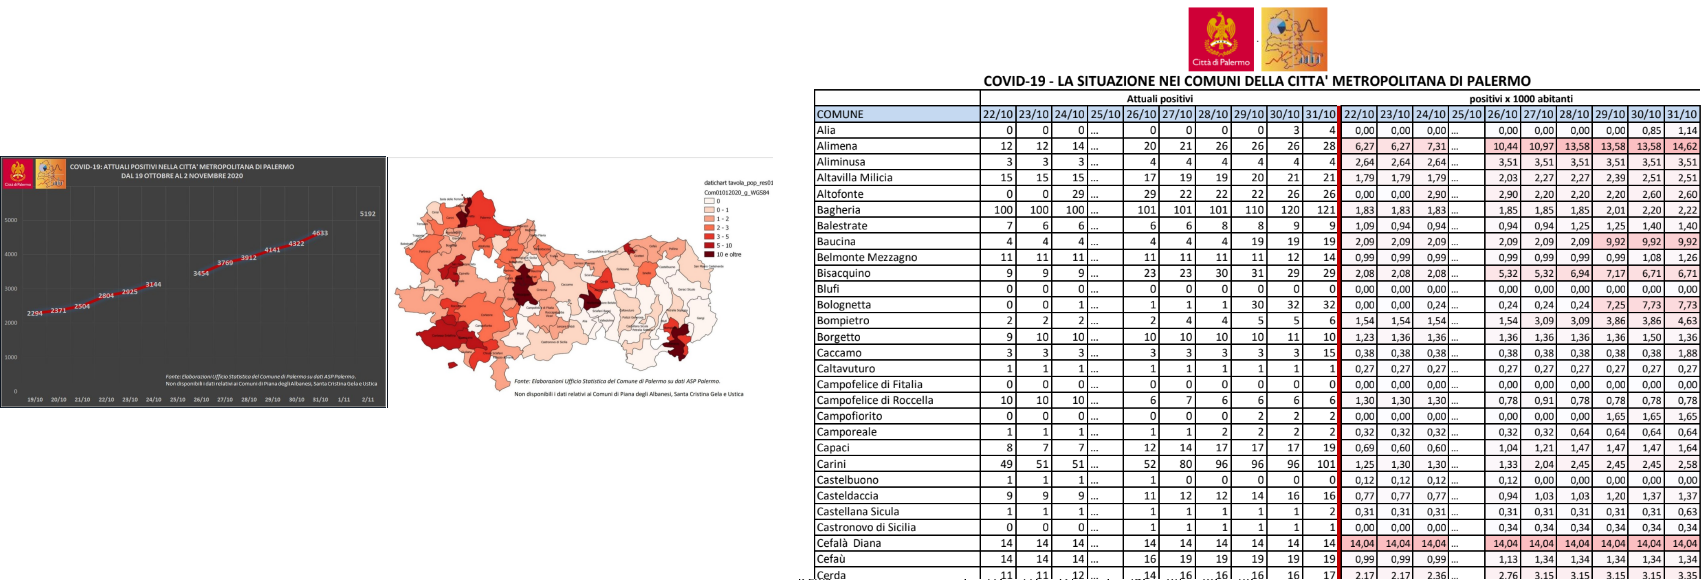 COVID-19: ATTUALI POSITIVI NELLA CITTA' METROPOLITANA DI PALERMO
DAL 19 OTTOBRE AL 2 NOVEMBRE 2020
Città di Palermo
5000
4000
3000
2000
1000
0
2294 2371 2504 2804 2925 3144 3454 3769 3912 4141 4322 4633 5192
Fonte: Elaborazioni Ufficio Statistica del Comune di Palermo su dati ASP Palermo.
Non disponibili i dati relativi ai Comuni di Piana degli Albanesi, Santa Cristina Gela e Ustica
19/10 20/10 21/10 22/10 23/10 24/10 25/10 26/10 27/10 28/10 29/10 30/10 31/10 1/11 2/11
datichart tavola_pop_res01
Com01012020_g_WGS84
0
0 - 1
1 - 2
2 - 3
3 - 5
5 - 10
10 e oltre
Fonte: Elaborazioni Ufficio Statistica del Comune di Palermo su dati ASP Palermo.
Non disponibili i dati relativi ai Comuni di Piana degli Albanesi, Santa Cristina Gela e Ustica
Città di Palermo
COVID-19 - LA SITUAZIONE NEI COMUNI DELLA CITTA' METROPOLITANA DI PALERMO
Attuali positivi positivi x 1000 abitanti
COMUNE 22/10 23/10 24/10 25/10 26/10 27/10 28/10 29/10 30/10 31/10 22/10 23/10 24/10 25/10 26/10 27/10 28/10 29/10 30/10 31/10
Alia 0 0 0 ... 0 0 0 0 3 4 0,00 0,00 0,00 ... 0,00 0,00 0,00 0,00 0,85 1,14
Alimena 12 12 14 ... 20 21 26 26 26 28 6,27 6,27 7,31 ... 10,44 10,97 13,58 13,58 13,58 14,62
Aliminusa 3 3 3 ... 4 4 4 4 4 4 2,64 2,64 2,64 ... 3,51 3,51 3,51 3,51 3,51 3,51
Altavilla Milicia 15 15 15 ... 17 19 19 20 21 21 1,79 1,79 1,79 ... 2,03 2,27 2,27 2,39 2,51 2,51
Altofonte 0 0 29 ... 29 22 22 22 26 26 0,00 0,00 2,90 ... 2,90 2,20 2,20 2,20 2,60 2,60
Bagheria 100 100 100 ... 101 101 101 110 120 121 1,83 1,83 1,83 ... 1,85 1,85 1,85 2,01 2,20 2,22
Balestrate 7 6 6 ... 6 6 8 8 9 9 1,09 0,94 0,94 ... 0,94 0,94 1,25 1,25 1,40 1,40
Baucina 4 4 4 ... 4 4 4 19 19 19 2,09 2,09 2,09 ... 2,09 2,09 2,09 9,92 9,92 9,92
Belmonte Mezzagno 11 11 11 ... 11 11 11 11 12 14 0,99 0,99 0,99 ... 0,99 0,99 0,99 0,99 1,08 1,26
Bisacquino 9 9 9 ... 23 23 30 31 29 29 2,08 2,08 2,08 ... 5,32 5,32 6,94 7,17 6,71 6,71
Blufi 0 0 0 ... 0 0 0 0 0 0 0,00 0,00 0,00 ... 0,00 0,00 0,00 0,00 0,00 0,00
Bolognetta 0 0 1 ... 1 1 1 30 32 32 0,00 0,00 0,24 ... 0,24 0,24 0,24 7,25 7,73 7,73
Bompietro 2 2 2 ... 2 4 4 5 5 6 1,54 1,54 1,54 ... 1,54 3,09 3,09 3,86 3,86 4,63
Borgetto 9 10 10 ... 10 10 10 10 11 10 1,23 1,36 1,36 ... 1,36 1,36 1,36 1,36 1,50 1,36
Caccamo 3 3 3 ... 3 3 3 3 3 15 0,38 0,38 0,38 ... 0,38 0,38 0,38 0,38 0,38 1,88
Caltavuturo 1 1 1 ... 1 1 1 1 1 1 0,27 0,27 0,27 ... 0,27 0,27 0,27 0,27 0,27 0,27
Campofelice di Fitalia 0 0 0 ... 0 0 0 0 0 0 0,00 0,00 0,00 ... 0,00 0,00 0,00 0,00 0,00 0,00
Campofelice di Roccella 10 10 10 ... 6 7 6 6 6 6 1,30 1,30 1,30 ... 0,78 0,91 0,78 0,78 0,78 0,78
Campofiorito 0 0 0 ... 0 0 0 2 2 2 0,00 0,00 0,00 ... 0,00 0,00 0,00 1,65 1,65 1,65
Camporeale 1 1 1 ... 1 1 2 2 2 2 0,32 0,32 0,32 ... 0,32 0,32 0,64 0,64 0,64 0,64
Capaci 8 7 7 ... 12 14 17 17 17 19 0,69 0,60 0,60 ... 1,04 1,21 1,47 1,47 1,47 1,64
Carini 49 51 51 ... 52 80 96 96 96 101 1,25 1,30 1,30 ... 1,33 2,04 2,45 2,45 2,45 2,58
Castelbuono 1 1 1 ... 1 0 0 0 0 0 0,12 0,12 0,12 ... 0,12 0,00 0,00 0,00 0,00 0,00
Casteldaccia 9 9 9 ... 11 12 12 14 16 16 0,77 0,77 0,77 ... 0,94 1,03 1,03 1,20 1,37 1,37
Castellana Sicula 1 1 1 ... 1 1 1 1 1 2 0,31 0,31 0,31 ... 0,31 0,31 0,31 0,31 0,31 0,63
Castronovo di Sicilia 0 0 0 ... 1 1 1 1 1 1 0,00 0,00 0,00 ... 0,34 0,34 0,34 0,34 0,34 0,34
Cefalà Diana 14 14 14 ... 14 14 14 14 14 14 14,04 14,04 14,04 ... 14,04 14,04 14,04 14,04 14,04 14,04
Cefaù 14 14 14 ... 16 19 19 19 19 19 0,99 0,99 0,99 ... 1,13 1,34 1,34 1,34 1,34 1,34
Cerda 11 11 12 ... 14 16 16 16 16 17 2,17 2,17 2,36 ... 2,76 3,15 3,15 3,15 3,15